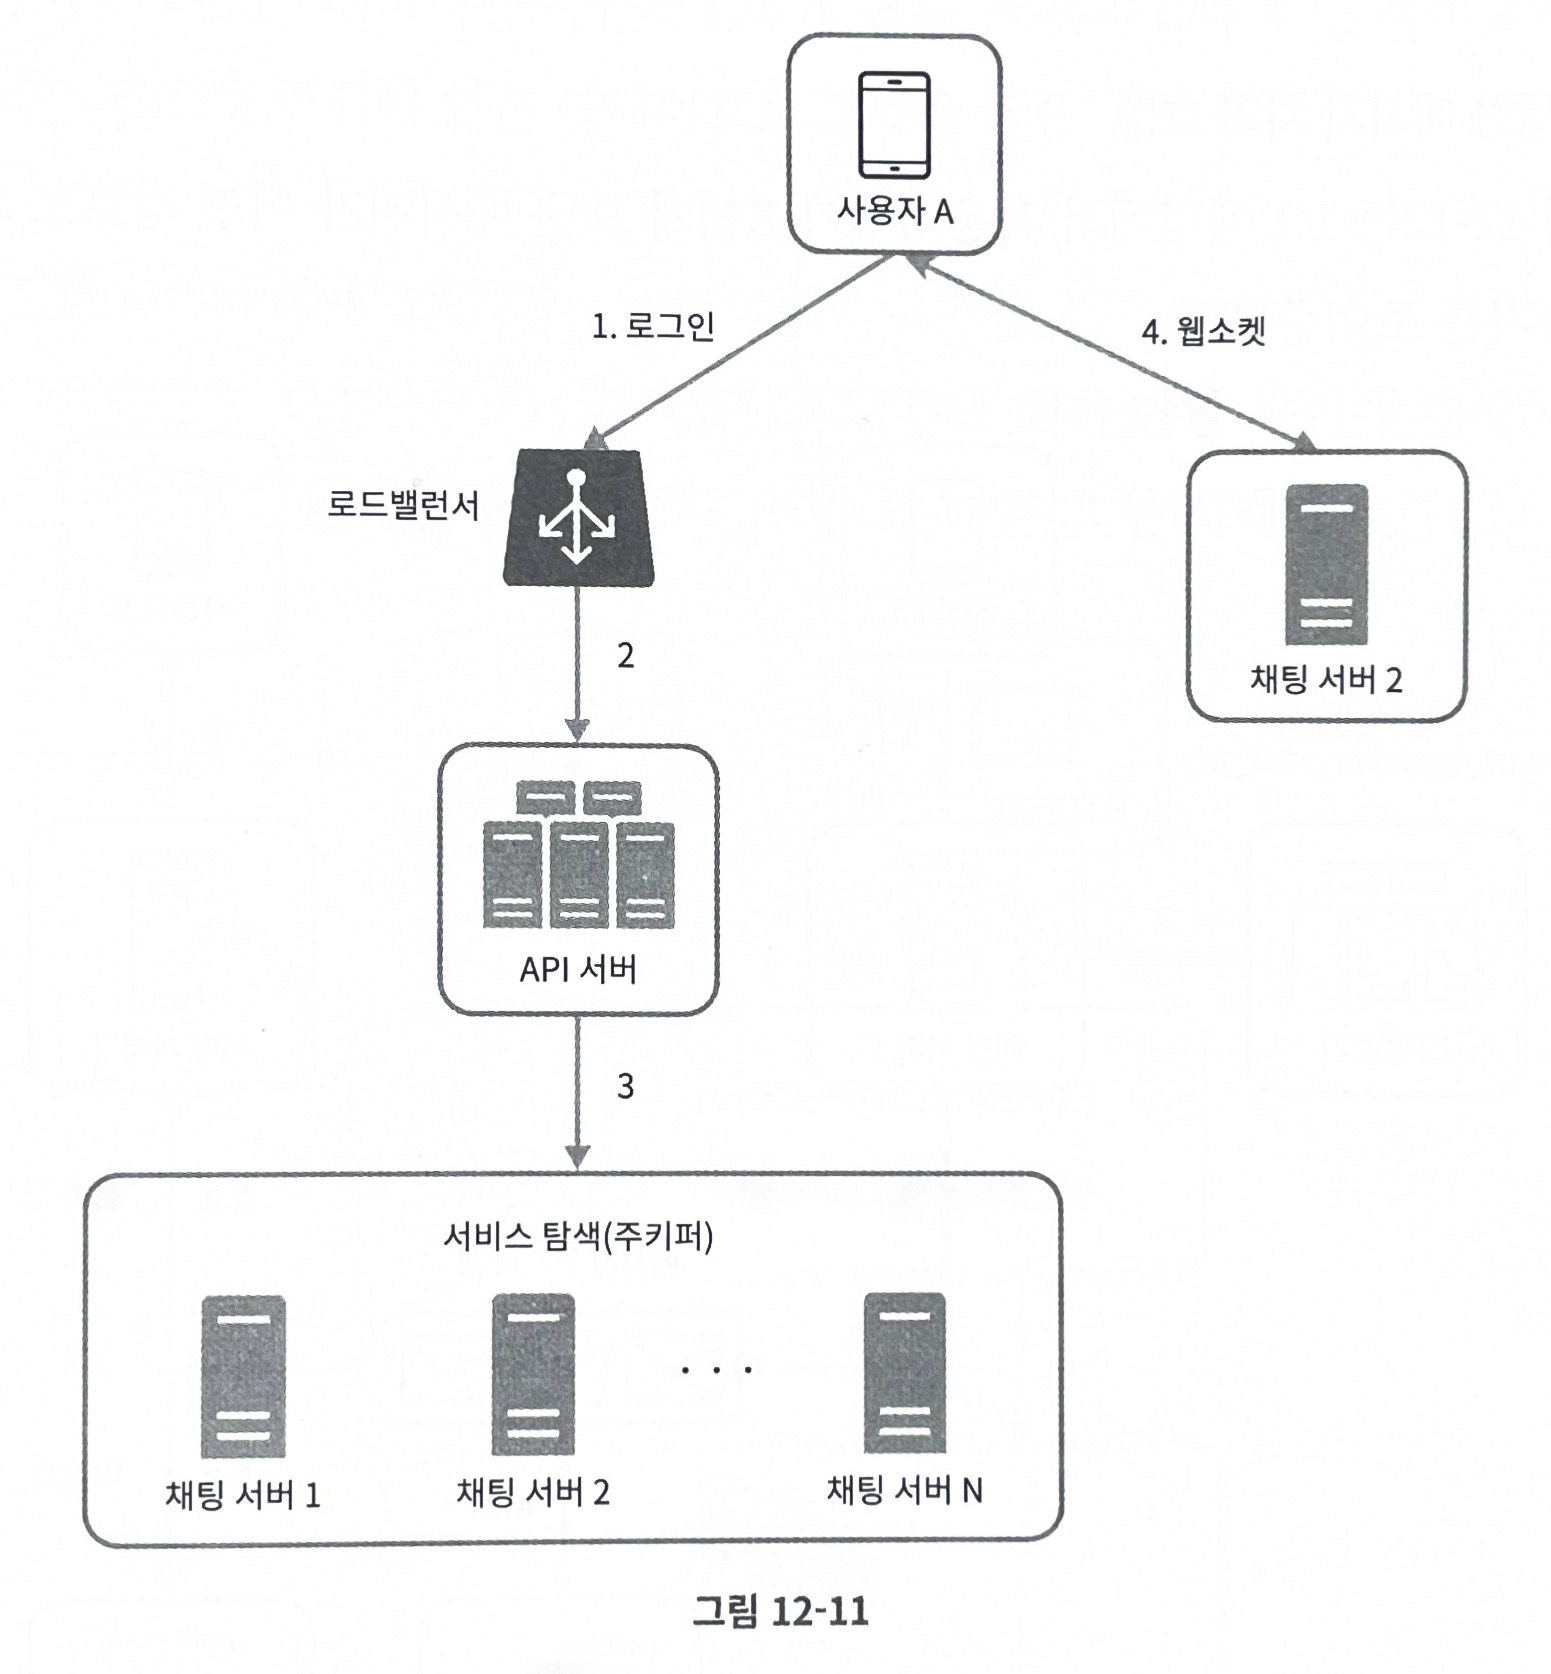 사용자 A
1. 로그인
4. 웹소켓
로드밸런서
2
채팅 서버 2
API 서버
3
서비스 탐색(주키퍼)
. . .
채팅 서버 1
채팅 서버 2
채팅 서버 N
그림 12-11